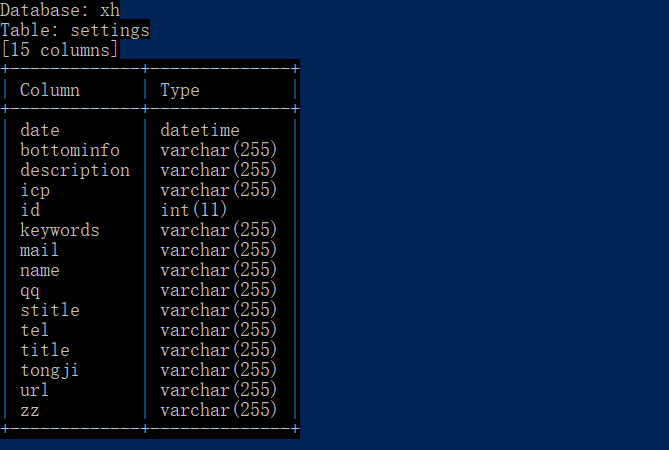 Database: xh
Table: settings
[15 columns]
+-------------+--------------+
| Column      | Type         |
+-------------+--------------+
| date        | datetime     |
| bottominfo  | varchar(255) |
| description | varchar(255) |
| icp         | varchar(255) |
| id          | int(11)      |
| keywords    | varchar(255) |
| mail        | varchar(255) |
| name        | varchar(255) |
| qq          | varchar(255) |
| stitle      | varchar(255) |
| tel         | varchar(255) |
| title       | varchar(255) |
| tongji      | varchar(255) |
| url         | varchar(255) |
| zz          | varchar(255) |
+-------------+--------------+